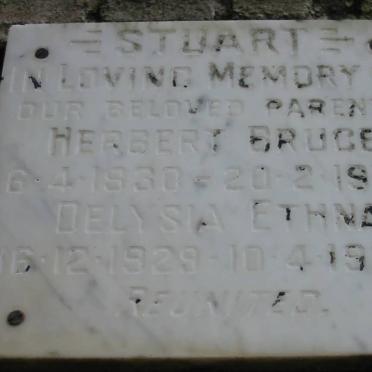 STUART
IN LOVING MEMORY
OUR BELOVED PARENT
HERBERT BRUCE
6·4·1930 - 20·2·19
DELYSIA ETHNE
16·12·1929 - 10·4·19
REUNITED.